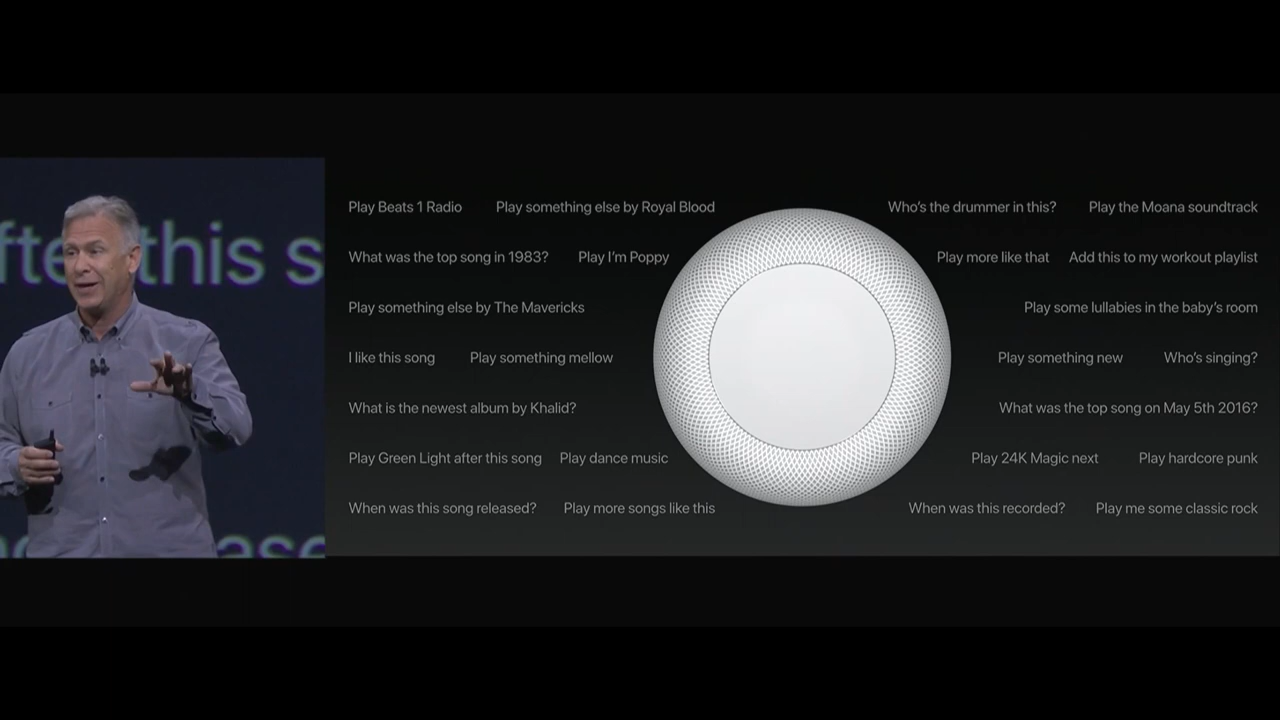 fte this s
ase
Play Beats 1 Radio Play something else by Royal Blood Who's the drummer in this? Play the Moana soundtrack
What was the top song in 1983? Play I'm Poppy Play more like that Add this to my workout playlist
Play something else by The Mavericks Play some lullabies in the baby's room
I like this song Play something mellow Play something new Who's singing?
What is the newest album by Khalid? What was the top song on May 5th 2016?
Play Green Light after this song Play dance music Play 24K Magic next Play hardcore punk
When was this song released? Play more songs like this When was this recorded? Play me some classic rock